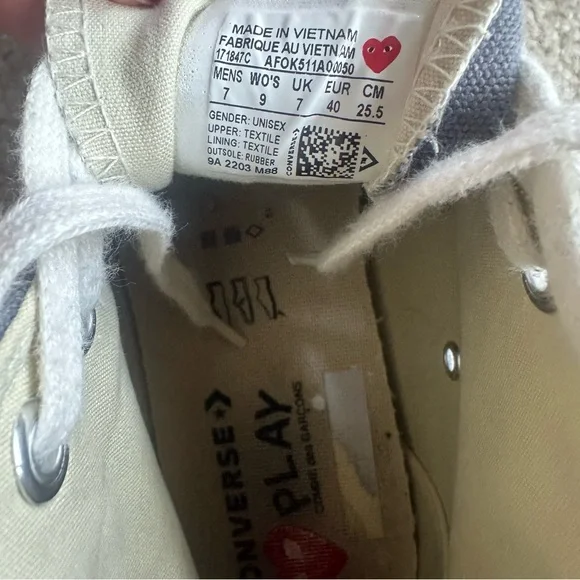 MADE IN VIETNAM
FABRIQUE AU VIETNAM
171847C AF0K511A00050
MENS WO'S UK EUR CM
7 9 7 40 25.5
GENDER: UNISEX
UPPER: TEXTILE
LINING: TEXTILE
OUTSOLE: RUBBER
9A 2203 M88
CONVERSE
CONVERSE
PLAY
COMME des GARÇONS